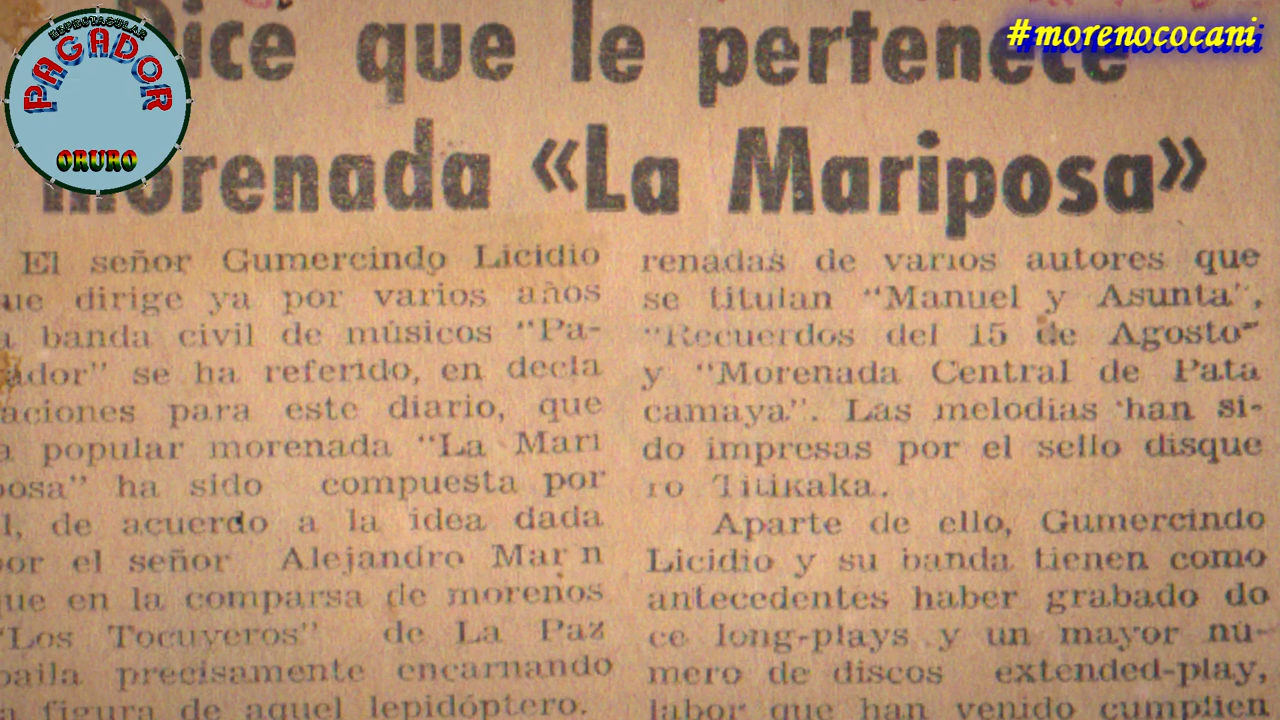 ESPECTACULAR
PAGADOR
ORURO
#morenococani
Dice que le pertenece
morenada «La Mariposa»
El señor Gumercindo Licidio
ue dirige ya por varios años
a banda civil de músicos "Pa-
ador" se ha referido, en decla
aciones para este diario, que
a popular morenada "La Mari
posa" ha sido compuesta por
l, de acuerdo a la idea dada
por el señor Alejandro Mar n
ue en la comparsa de morenos
"Los Tocuyeros" de La Paz
baila precisamente encarnando
a figura de aquel lepidóptero.
renadas de varios autores que
se titulan "Manuel y Asunta",
"Recuerdos del 15 de Agosto"
y "Morenada Central de Pata
camaya". Las melodias han si-
do impresas por el sello disque
ro Titikaka.
Aparte de ello, Gumercindo
Licidio y su banda tienen como
antecedentes haber grabado do
ce long-plays y un mayor nú-
mero de discos extended-play,
labor que han venido cumplien